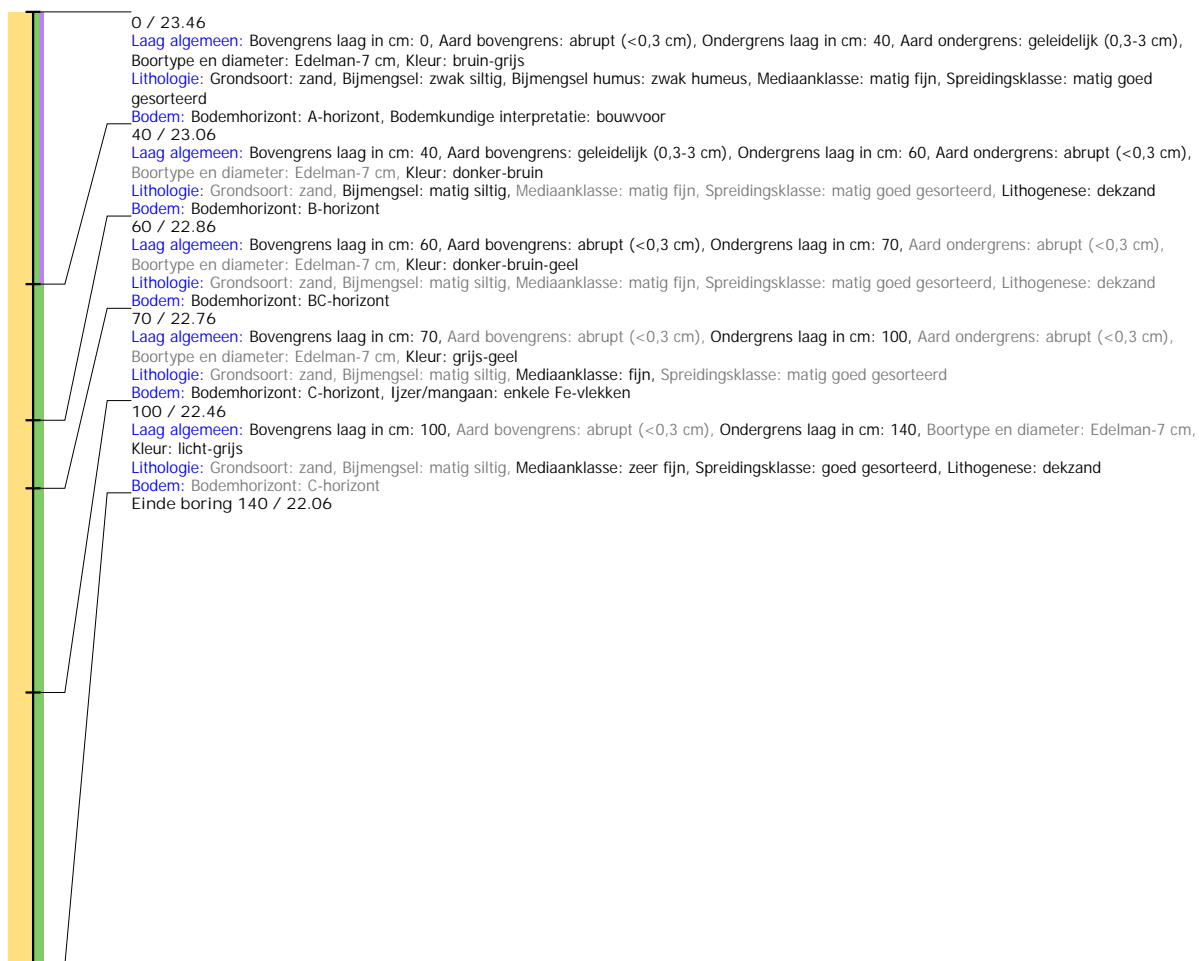 0 / 23.46
Laag algemeen: Bovengrens laag in cm: 0, Aard bovengrens: abrupt (<0,3 cm), Ondergrens laag in cm: 40, Aard ondergrens: geleidelijk (0,3-3 cm),
Boortype en diameter: Edelman-7 cm, Kleur: bruin-grijs
Lithologie: Grondsoort: zand, Bijmengsel: zwak siltig, Bijmengsel humus: zwak humeus, Mediaanklasse: matig fijn, Spreidingsklasse: matig goed
gesorteerd
Bodem: Bodemhorizont: A-horizont, Bodemkundige interpretatie: bouwvoor
40 / 23.06
Laag algemeen: Bovengrens laag in cm: 40, Aard bovengrens: geleidelijk (0,3-3 cm), Ondergrens laag in cm: 60, Aard ondergrens: abrupt (<0,3 cm),
Boortype en diameter: Edelman-7 cm, Kleur: donker-bruin
Lithologie: Grondsoort: zand, Bijmengsel: matig siltig, Mediaanklasse: matig fijn, Spreidingsklasse: matig goed gesorteerd, Lithogenese: dekzand
Bodem: Bodemhorizont: B-horizont
60 / 22.86
Laag algemeen: Bovengrens laag in cm: 60, Aard bovengrens: abrupt (<0,3 cm), Ondergrens laag in cm: 70, Aard ondergrens: abrupt (<0,3 cm),
Boortype en diameter: Edelman-7 cm, Kleur: donker-bruin-geel
Lithologie: Grondsoort: zand, Bijmengsel: matig siltig, Mediaanklasse: matig fijn, Spreidingsklasse: matig goed gesorteerd, Lithogenese: dekzand
Bodem: Bodemhorizont: BC-horizont
70 / 22.76
Laag algemeen: Bovengrens laag in cm: 70, Aard bovengrens: abrupt (<0,3 cm), Ondergrens laag in cm: 100, Aard ondergrens: abrupt (<0,3 cm),
Boortype en diameter: Edelman-7 cm, Kleur: grijs-geel
Lithologie: Grondsoort: zand, Bijmengsel: matig siltig, Mediaanklasse: fijn, Spreidingsklasse: matig goed gesorteerd
Bodem: Bodemhorizont: C-horizont, Ijzer/mangaan: enkele Fe-vlekken
100 / 22.46
Laag algemeen: Bovengrens laag in cm: 100, Aard bovengrens: abrupt (<0,3 cm), Ondergrens laag in cm: 140, Boortype en diameter: Edelman-7 cm,
Kleur: licht-grijs
Lithologie: Grondsoort: zand, Bijmengsel: matig siltig, Mediaanklasse: zeer fijn, Spreidingsklasse: goed gesorteerd, Lithogenese: dekzand
Bodem: Bodemhorizont: C-horizont
Einde boring 140 / 22.06